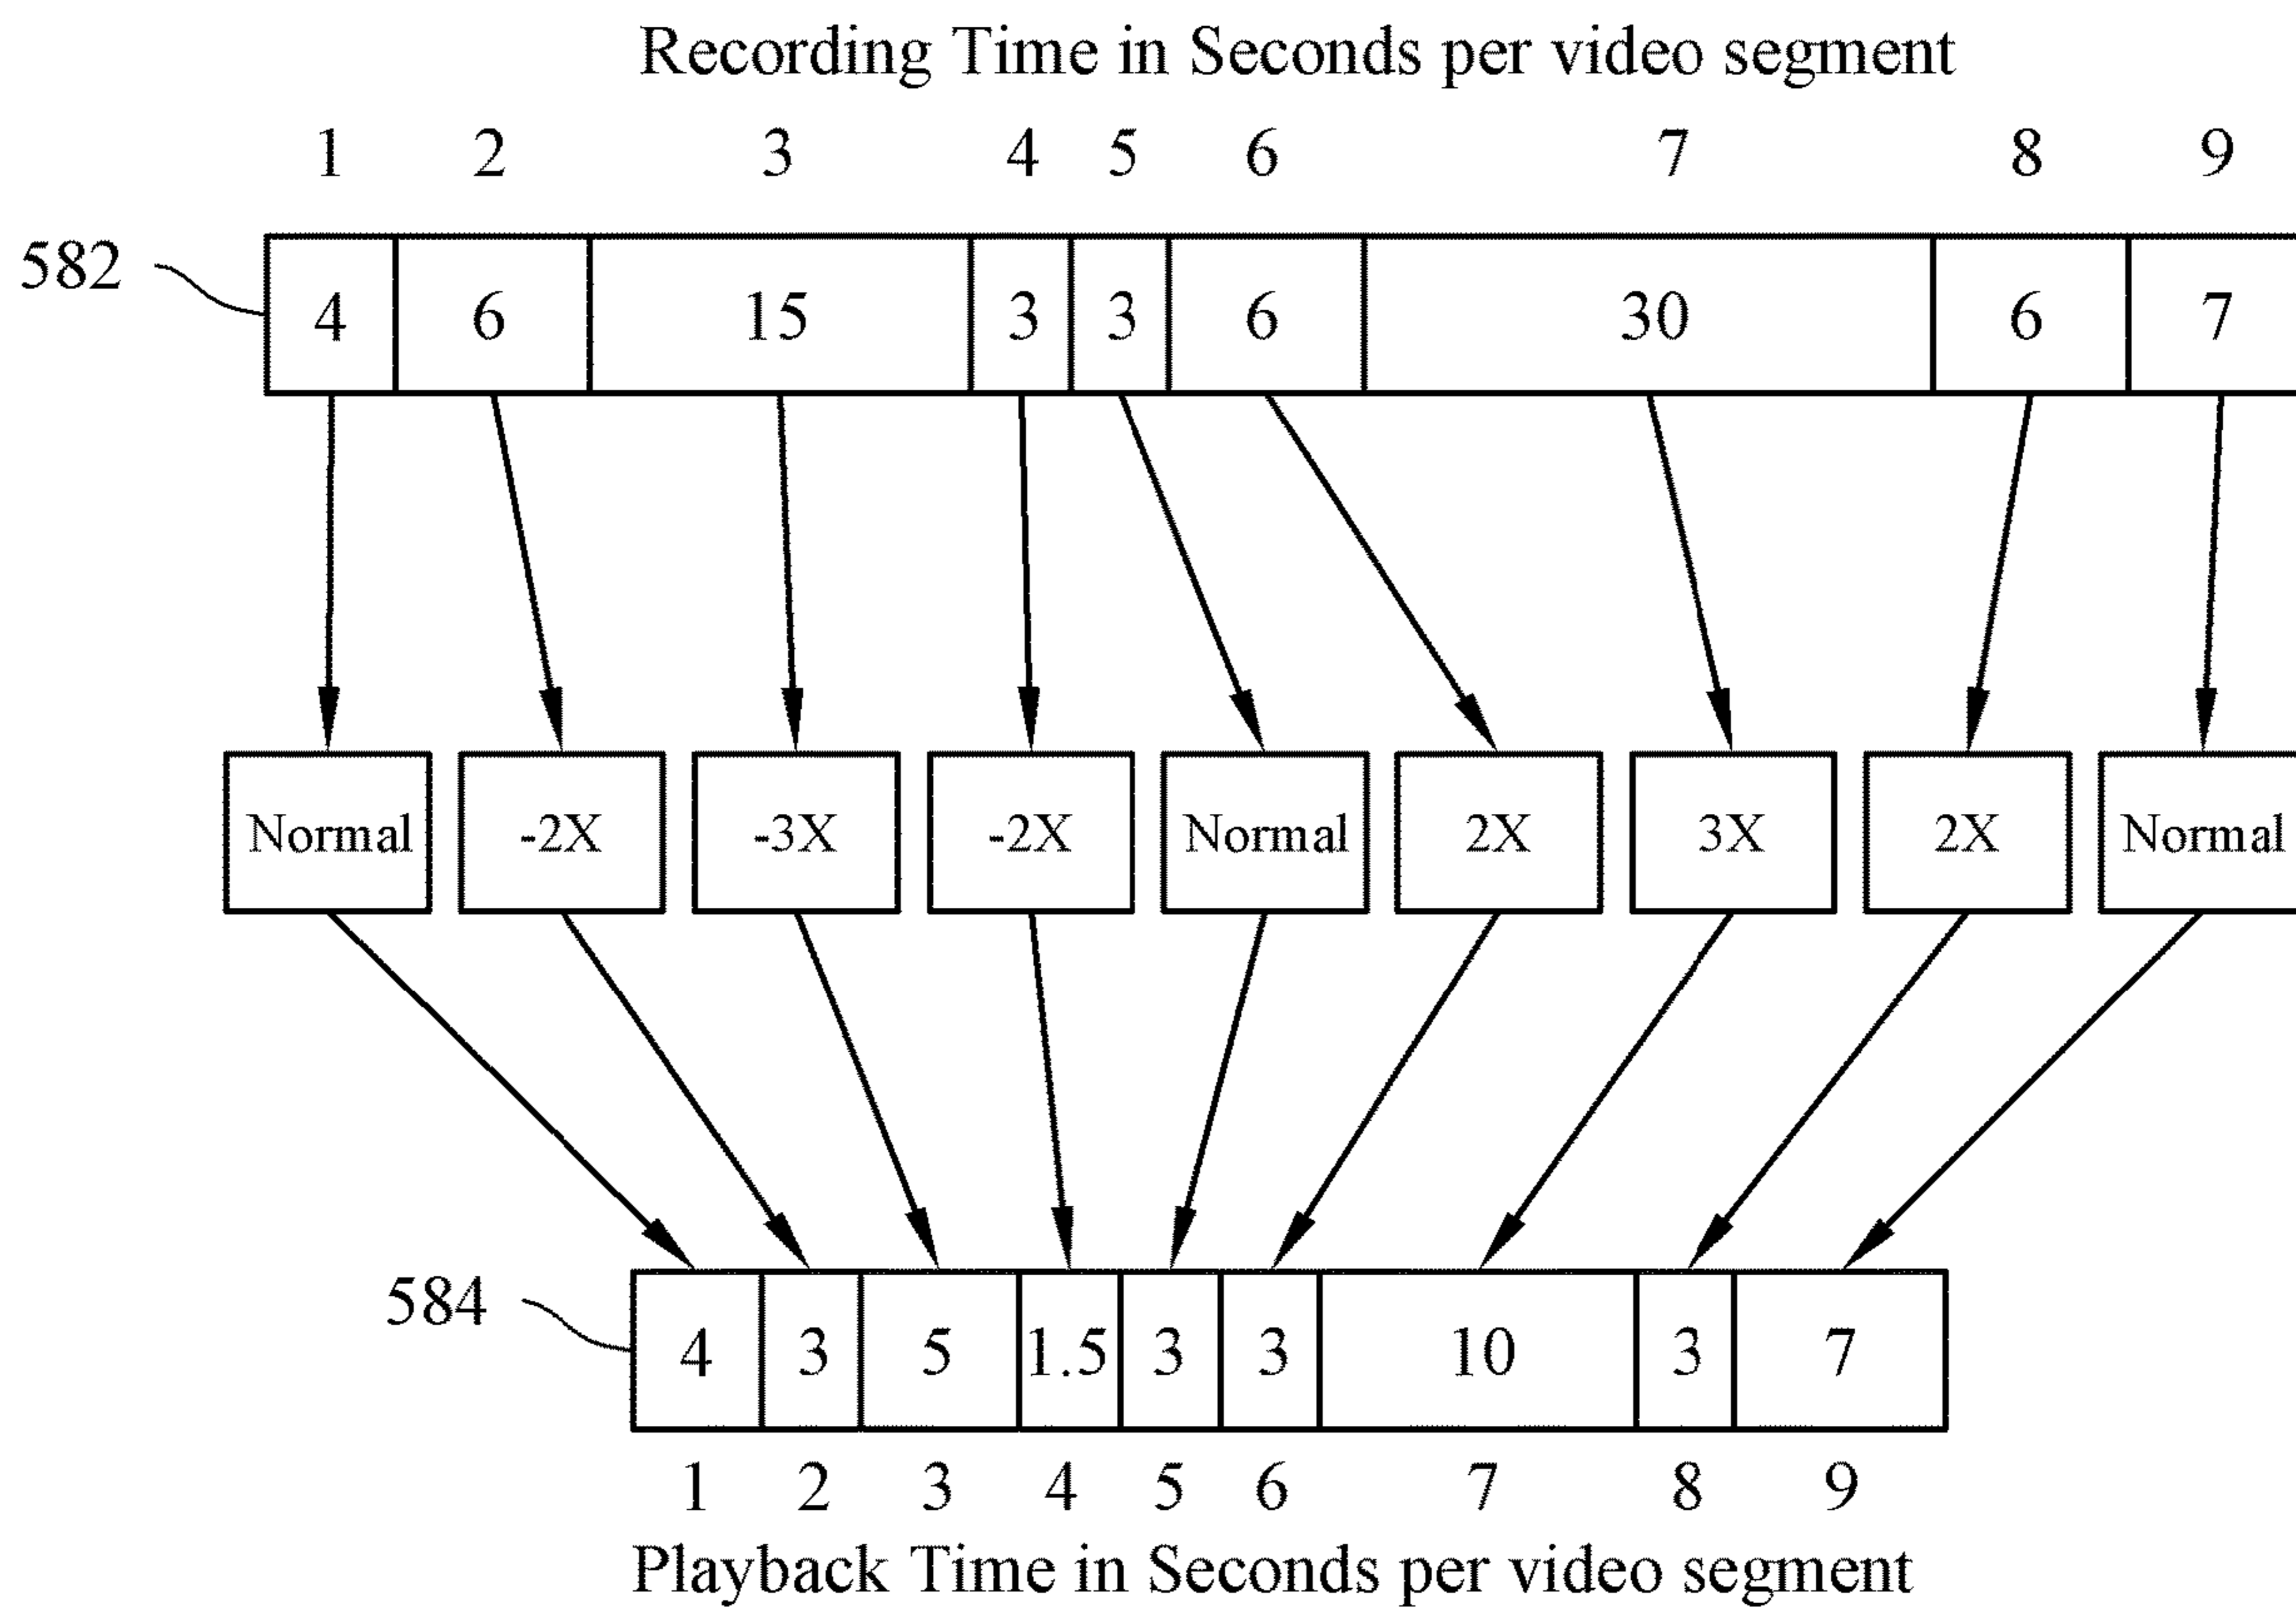 Recording Time in Seconds per video segment
1 2 3 4 5 6 7 8 9
582
4 6 15 3 3 6 30 6 7
Normal -2X -3X -2X Normal 2X 3X 2X Normal
584
4 3 5 1.5 3 3 10 3 7
1 2 3 4 5 6 7 8 9
Playback Time in Seconds per video segment